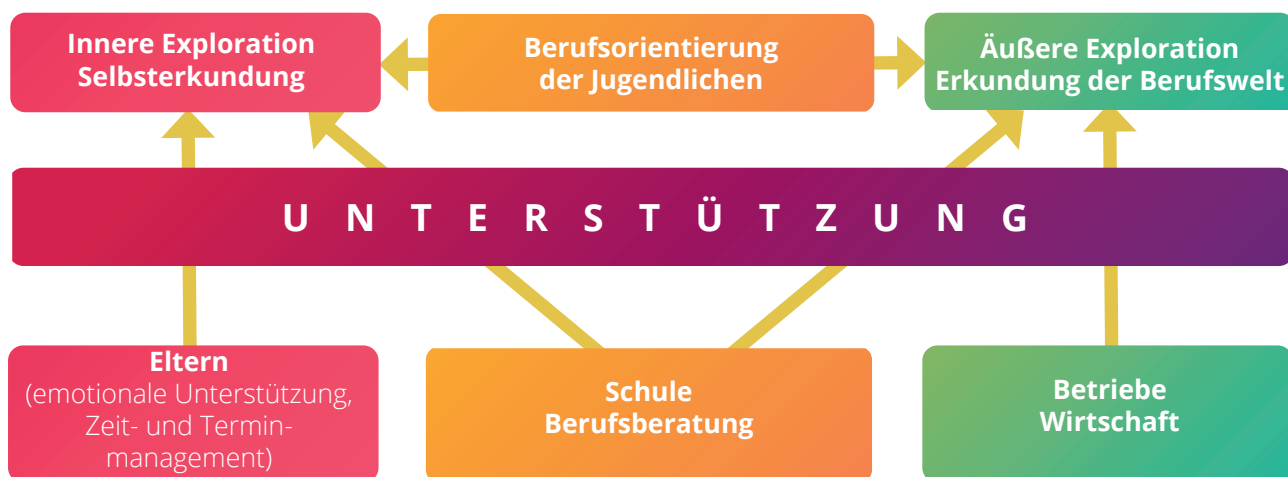 Innere Exploration
Selbsterkundung
Berufsorientierung
der Jugendlichen
Äußere Exploration
Erkundung der Berufswelt
UNTERSTÜTZUNG
Eltern
(emotionale Unterstützung,
Zeit- und Termin-
management)
Schule
Berufsberatung
Betriebe
Wirtschaft